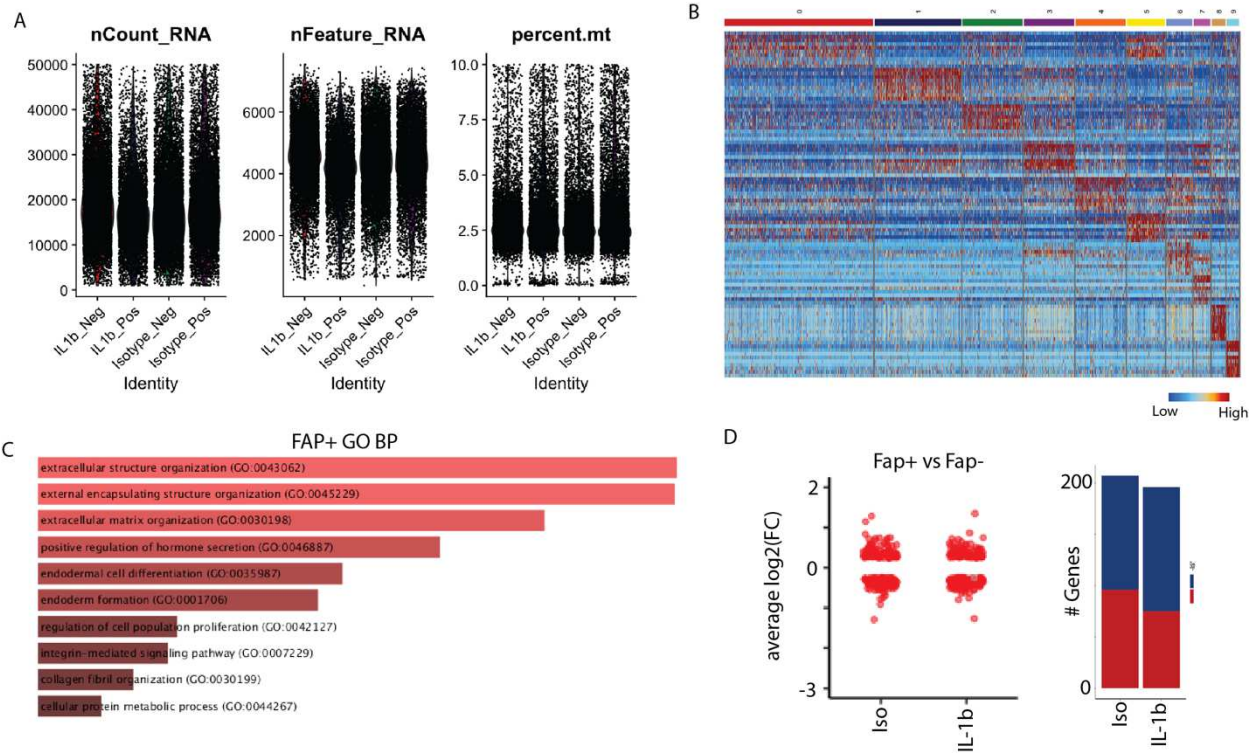 A
nCount_RNA
nFeature_RNA
percent.mt
50000
40000
30000
20000
10000
0
6000
4000
2000
10.0
7.5
5.0
2.5
0.0
IL1b_Neg
IL1b_Pos
Isotype_Neg
Isotype_Pos
IL1b_Neg
IL1b_Pos
Isotype_Neg
Isotype_Pos
IL1b_Neg
IL1b_Pos
Isotype_Neg
Isotype_Pos
Identity
Identity
Identity
B
0 1 2 3 4 5 6 7 8 9
Low High
C
FAP+ GO BP
extracellular structure organization (GO:0043062)
external encapsulating structure organization (GO:0045229)
extracellular matrix organization (GO:0030198)
positive regulation of hormone secretion (GO:0046887)
endodermal cell differentiation (GO:0035987)
endoderm formation (GO:0001706)
regulation of cell population proliferation (GO:0042127)
integrin-mediated signaling pathway (GO:0007229)
collagen fibril organization (GO:0030199)
cellular protein metabolic process (GO:0044267)
D
Fap+ vs Fap-
average log2(FC)
2
0
-3
Iso
IL-1b
# Genes
200
0
Iso
IL-1b